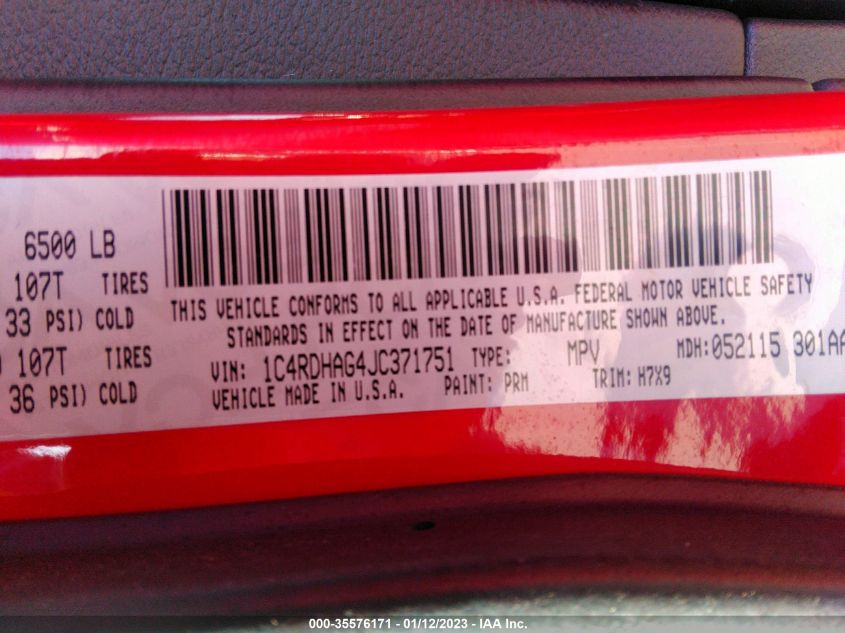 6500 LB
107T TIRES
33 PSI) COLD
107T TIRES
36 PSI) COLD
THIS VEHICLE CONFORMS TO ALL APPLICABLE U.S.A. FEDERAL MOTOR VEHICLE SAFETY
STANDARDS IN EFFECT ON THE DATE OF MANUFACTURE SHOWN ABOVE.
VIN: 1C4RDHAG4JC371751 TYPE: MPV MDH:052115 301AA
VEHICLE MADE IN U.S.A. PAINT: PRM TRIM: H7X9
000-35576171 - 01/12/2023 - IAA Inc.